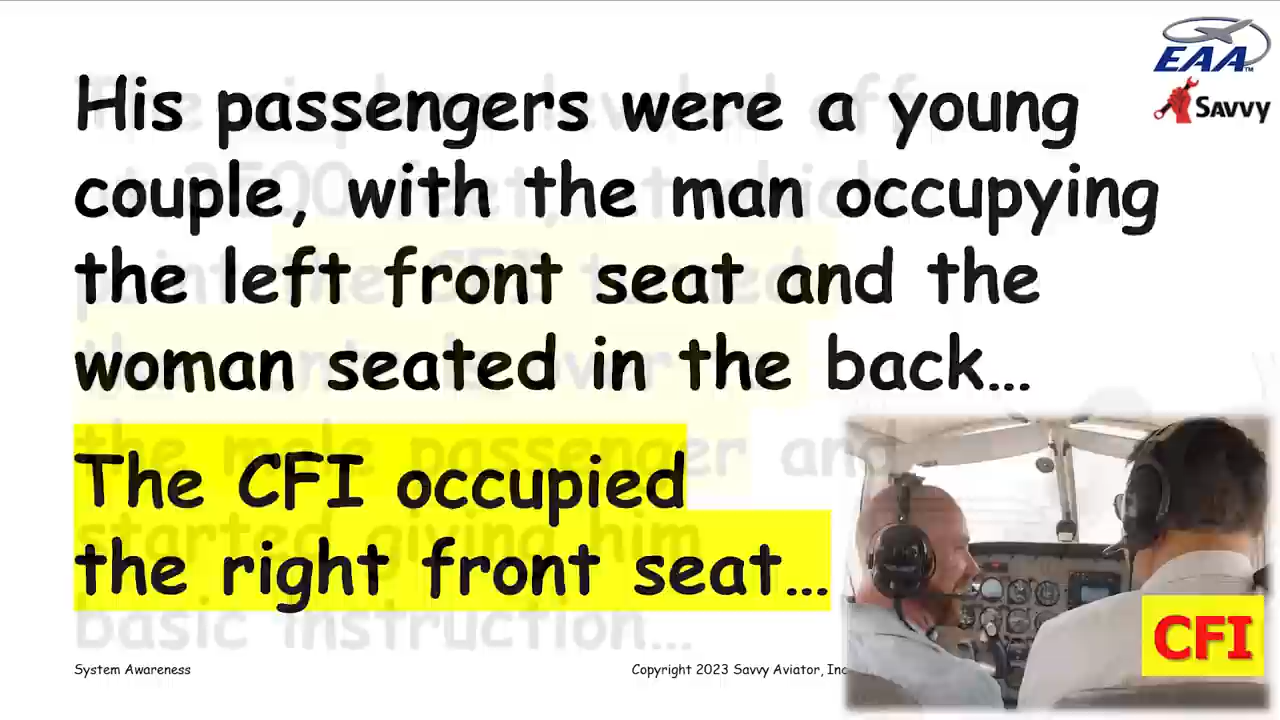 EAA
Savvy
His passengers were a young
couple, with the man occupying
the left front seat and the
woman seated in the back...
The CFI occupied
the right front seat...
CFI
System Awareness
Copyright 2023 Savvy Aviator, Inc